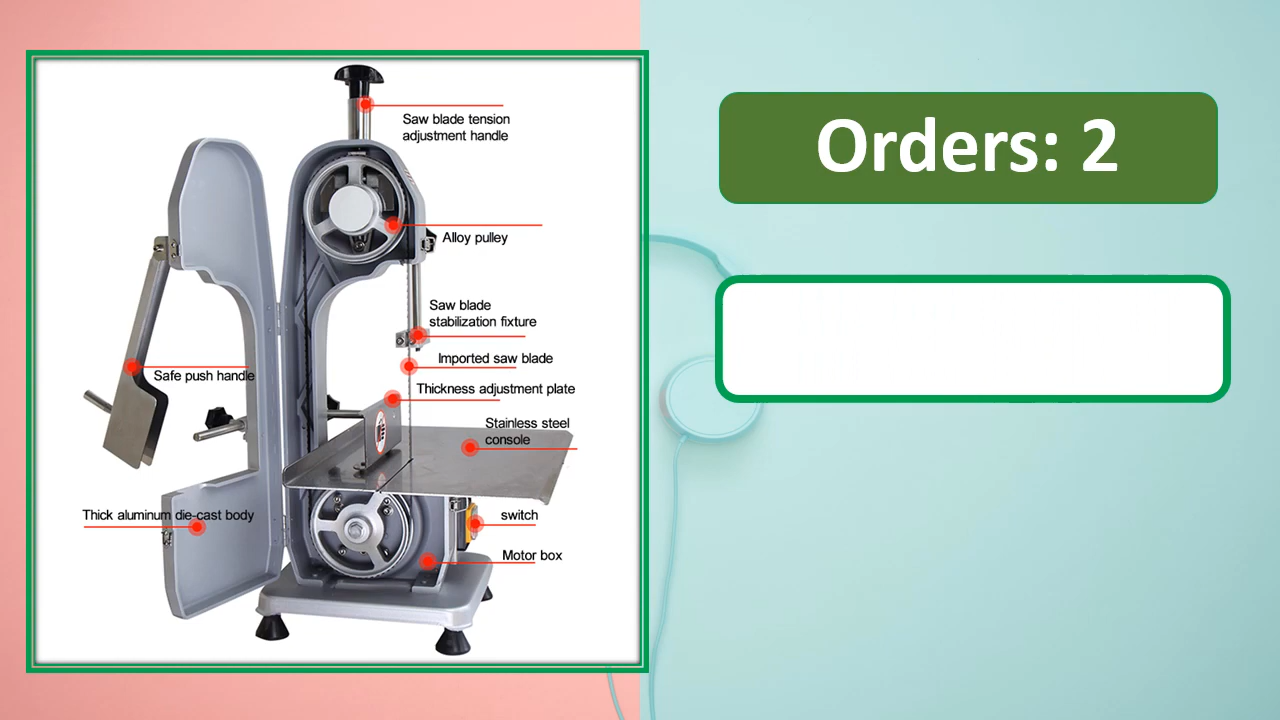 Saw blade tension
adjustment handle
Alloy pulley
Saw blade
stabilization fixture
Imported saw blade
Safe push handle
Thickness adjustment plate
Stainless steel
console
Thick aluminum die-cast body
switch
Motor box
Orders: 2